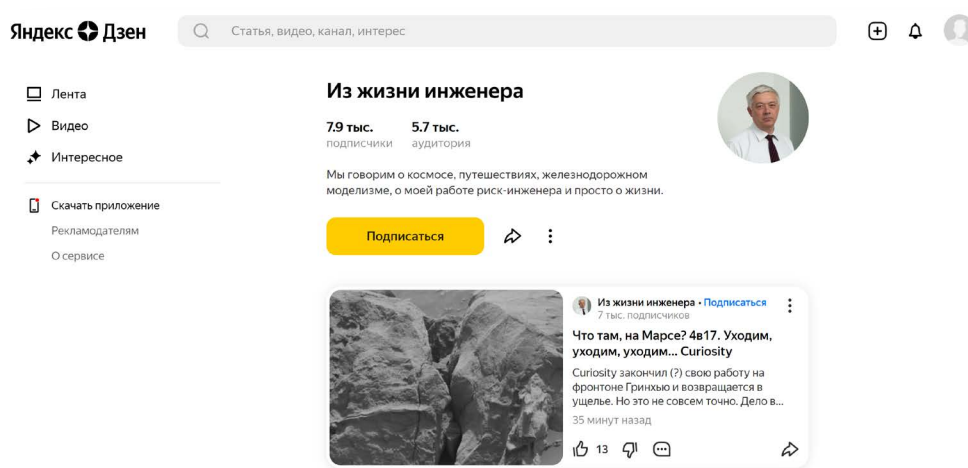 Яндекс Дзен
Статья, видео, канал, интерес
Лента
Видео
Интересное
Скачать приложение
Рекламодателям
О сервисе
Из жизни инженера
7.9 тыс. 5.7 тыс.
подписчики аудитория
Мы говорим о космосе, путешествиях, железнодорожном
моделизме, о моей работе риск-инженера и просто о жизни.
Подписаться
Из жизни инженера • Подписаться
7 тыс. подписчиков
Что там, на Марсе? 4в17. Уходим,
уходим, уходим... Curiosity
Curiosity закончил (?) свою работу на
фронтоне Гринхью и возвращается в
ущелье. Но это не совсем точно. Дело в...
35 минут назад
13